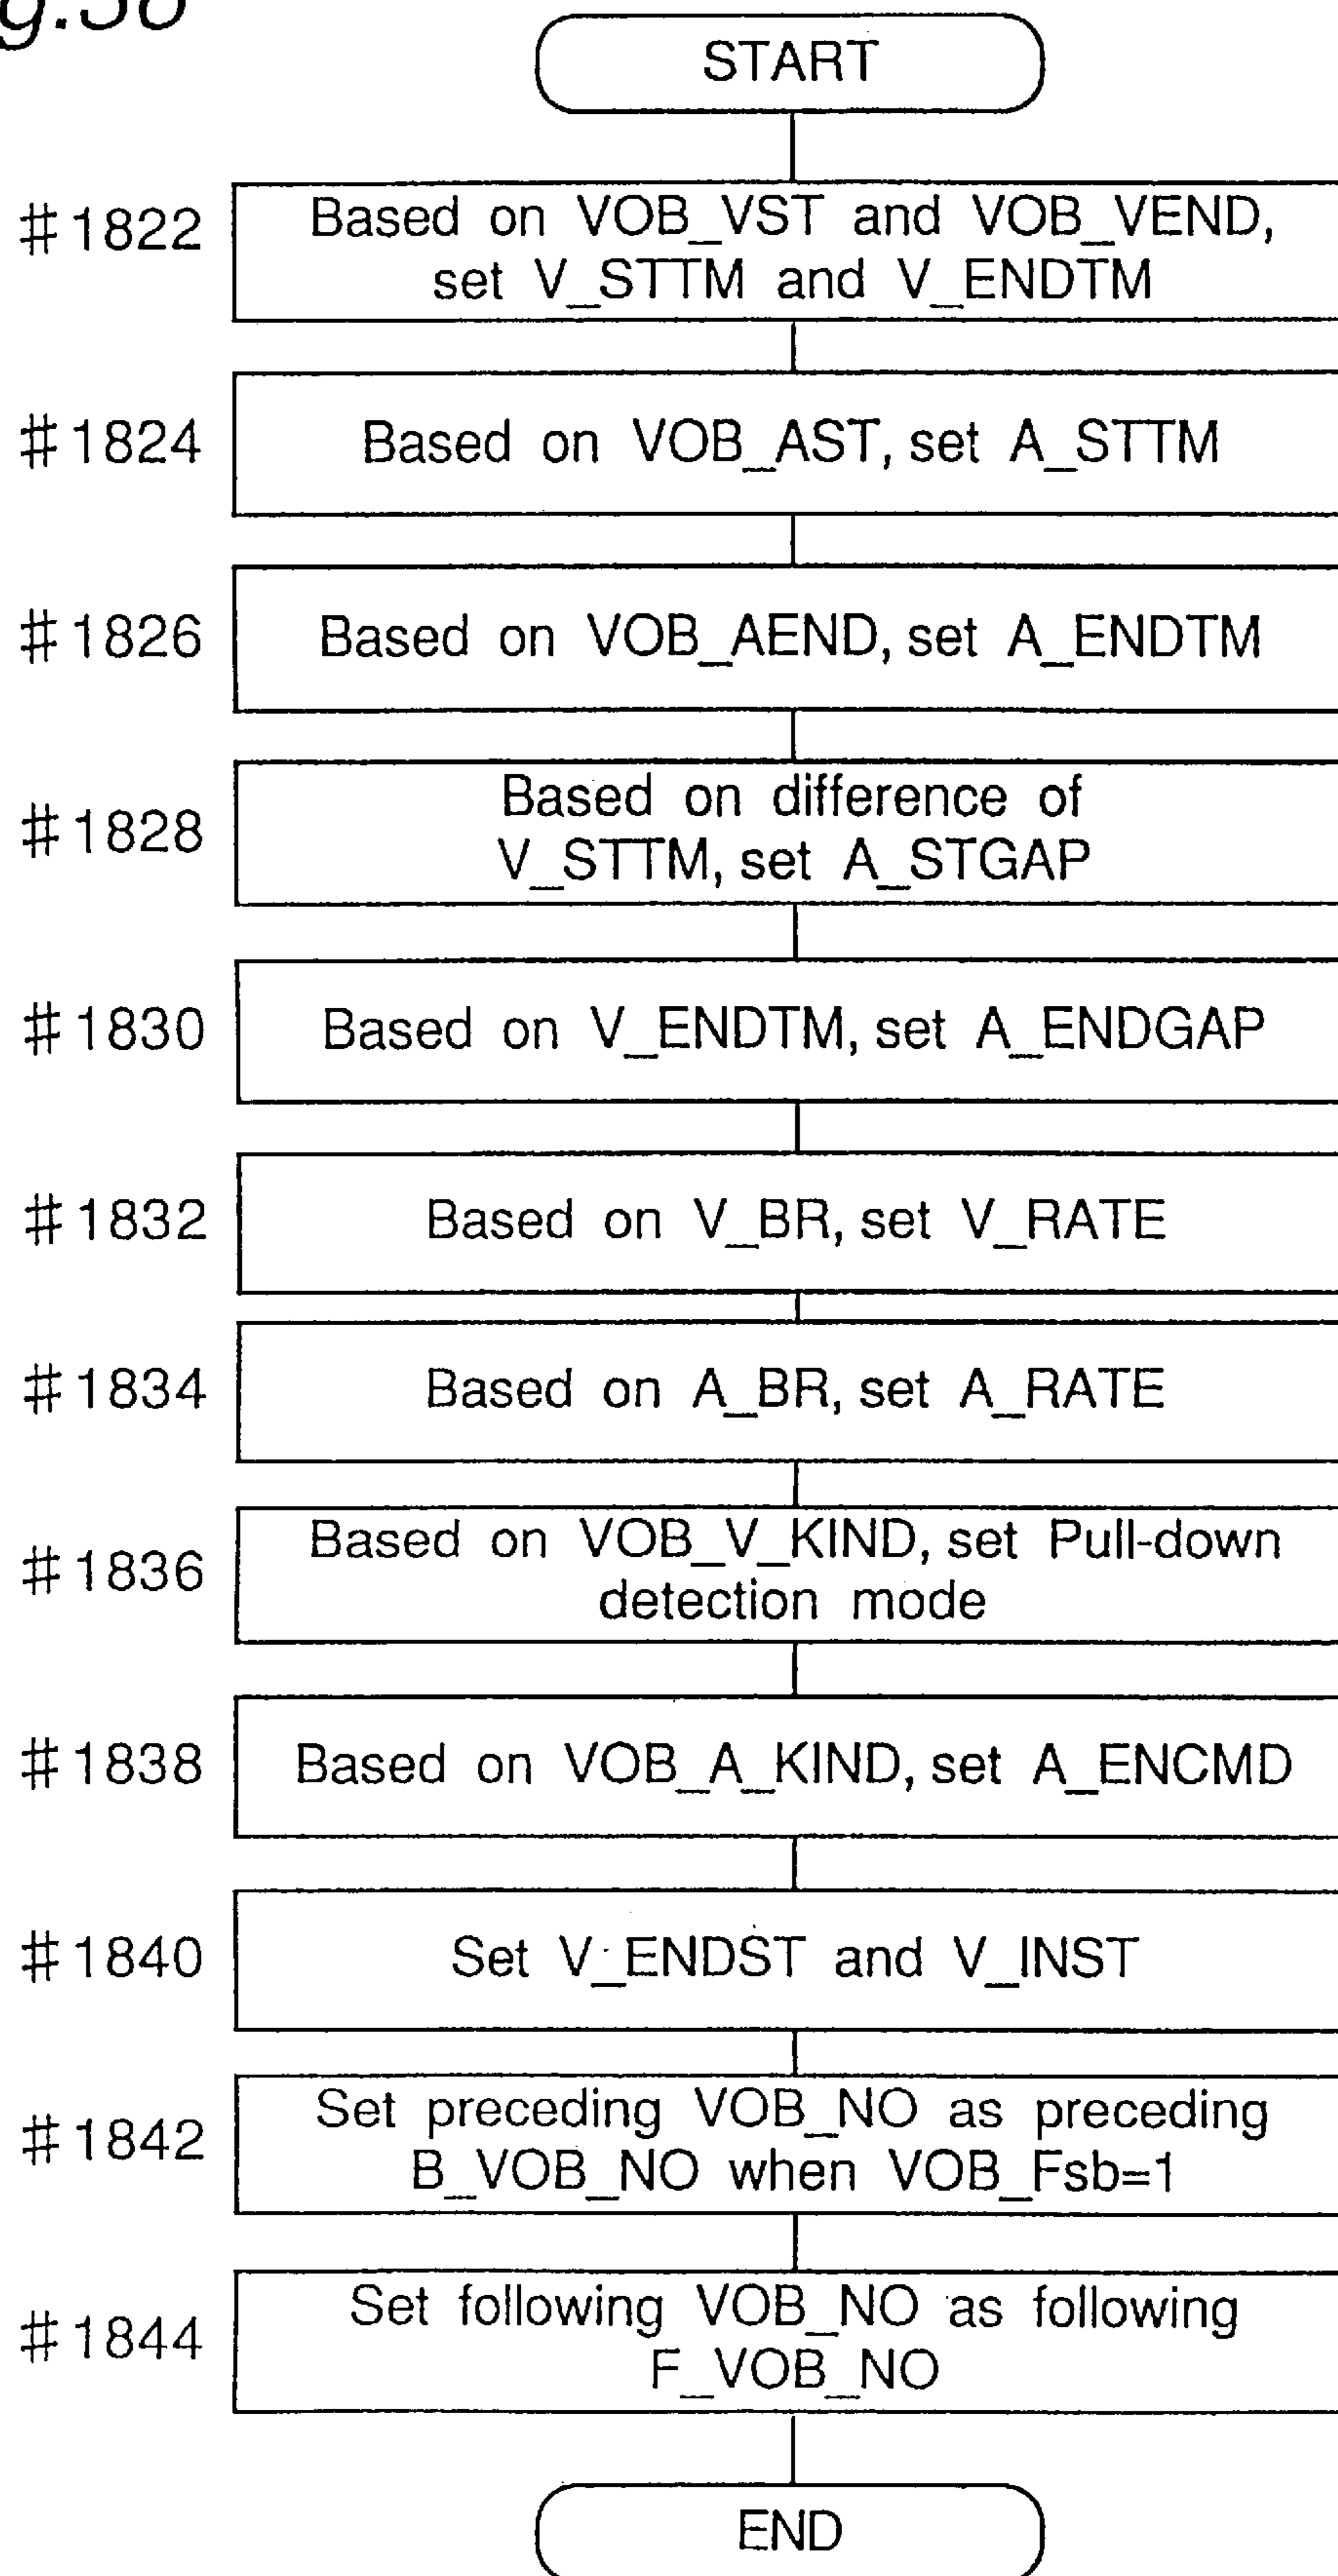 g.58
START
#1822
Based on VOB_VST and VOB_VEND,
set V_STTM and V_ENDTM
#1824
Based on VOB_AST, set A_STTM
#1826
Based on VOB_AEND, set A_ENDTM
#1828
Based on difference of
V_STTM, set A_STGAP
#1830
Based on V_ENDTM, set A_ENDGAP
#1832
Based on V_BR, set V_RATE
#1834
Based on A_BR, set A_RATE
#1836
Based on VOB_V_KIND, set Pull-down
detection mode
#1838
Based on VOB_A_KIND, set A_ENCMD
#1840
Set V_ENDST and V_INST
#1842
Set preceding VOB_NO as preceding
B_VOB_NO when VOB_Fsb=1
#1844
Set following VOB_NO as following
F_VOB_NO
END